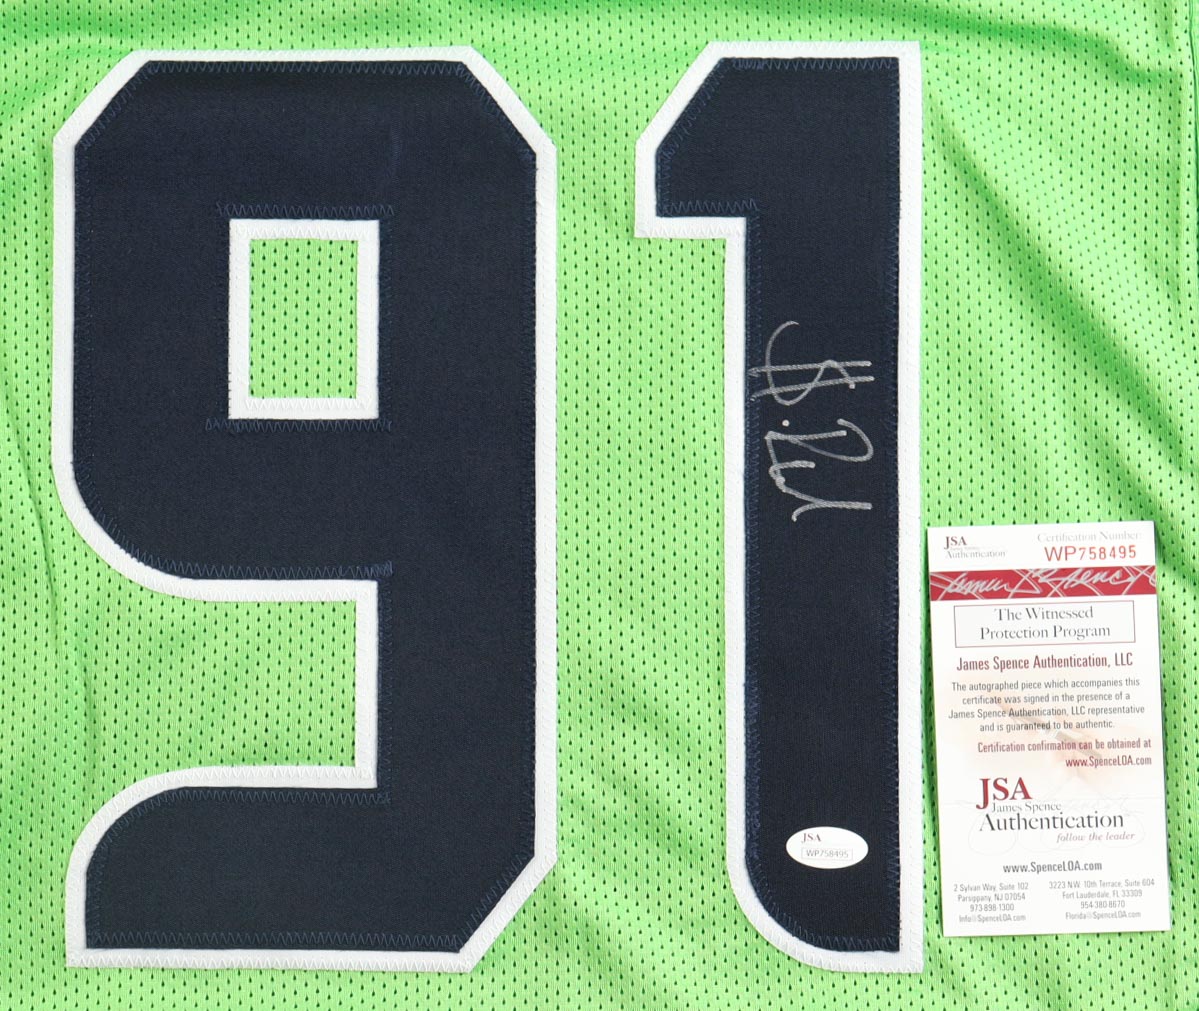 91
JSA
WP758495
JSA
Authentication
Certification Number:
WP758495
The Witnessed
Protection Program
James Spence Authentication, LLC
The autographed piece which accompanies this
certificate was signed in the presence of a
James Spence Authentication, LLC representative
and is guaranteed to be authentic.
Certification confirmation can be obtained at
www.SpenceLOA.com
JSA
James Spence
Authentication
follow the leader
www.SpenceLOA.com
2 Sylvan Way, Suite 102
Parsippany, NJ 07054
973-898-1300
Info@SpenceLOA.com
3223 N.W. 10th Terrace, Suite 604
Fort Lauderdale, FL 33309
954-380-8670
Florida@SpenceLOA.com